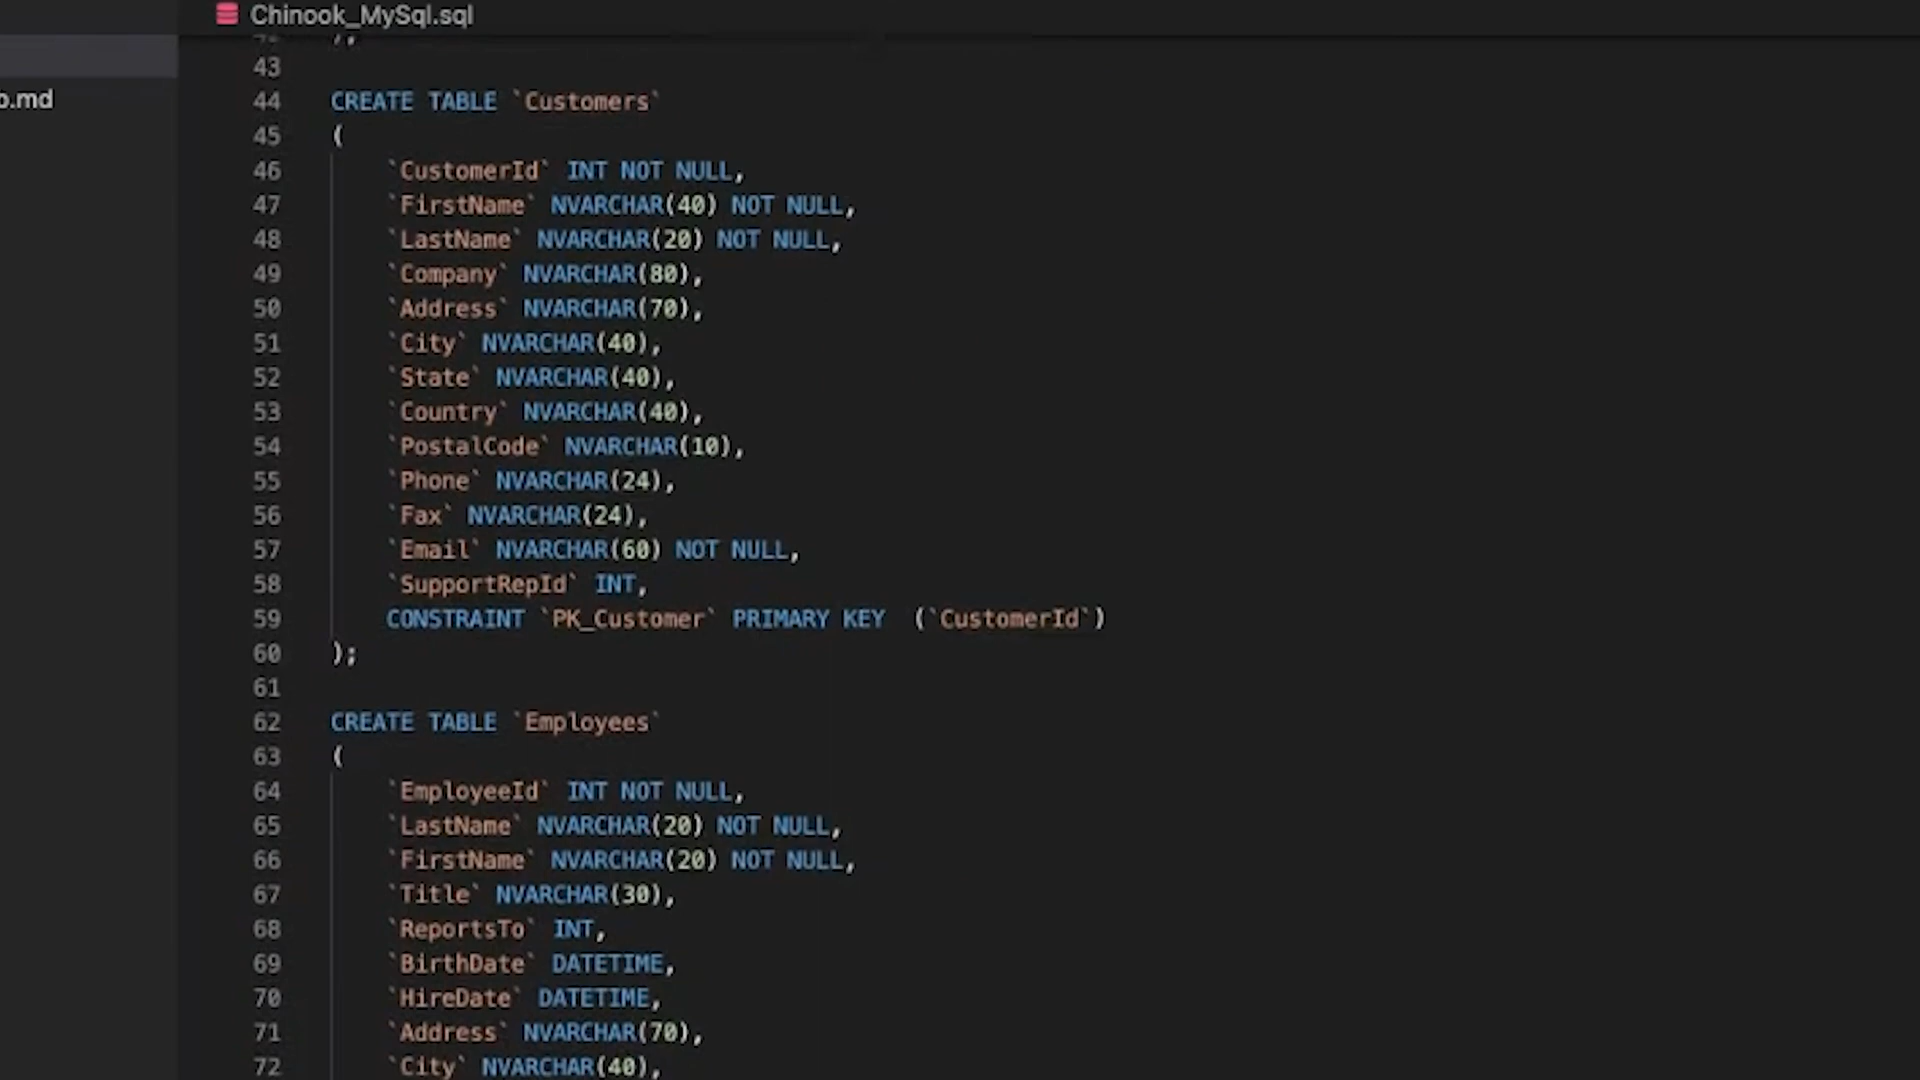 Chinook_MySql.sql
o.md
42 );
43
44 CREATE TABLE `Customers`
45 (
46 `CustomerId` INT NOT NULL,
47 `FirstName` NVARCHAR(40) NOT NULL,
48 `LastName` NVARCHAR(20) NOT NULL,
49 `Company` NVARCHAR(80),
50 `Address` NVARCHAR(70),
51 `City` NVARCHAR(40),
52 `State` NVARCHAR(40),
53 `Country` NVARCHAR(40),
54 `PostalCode` NVARCHAR(10),
55 `Phone` NVARCHAR(24),
56 `Fax` NVARCHAR(24),
57 `Email` NVARCHAR(60) NOT NULL,
58 `SupportRepId` INT,
59 CONSTRAINT `PK_Customer` PRIMARY KEY  (`CustomerId`)
60 );
61
62 CREATE TABLE `Employees`
63 (
64 `EmployeeId` INT NOT NULL,
65 `LastName` NVARCHAR(20) NOT NULL,
66 `FirstName` NVARCHAR(20) NOT NULL,
67 `Title` NVARCHAR(30),
68 `ReportsTo` INT,
69 `BirthDate` DATETIME,
70 `HireDate` DATETIME,
71 `Address` NVARCHAR(70),
72 `City` NVARCHAR(40),